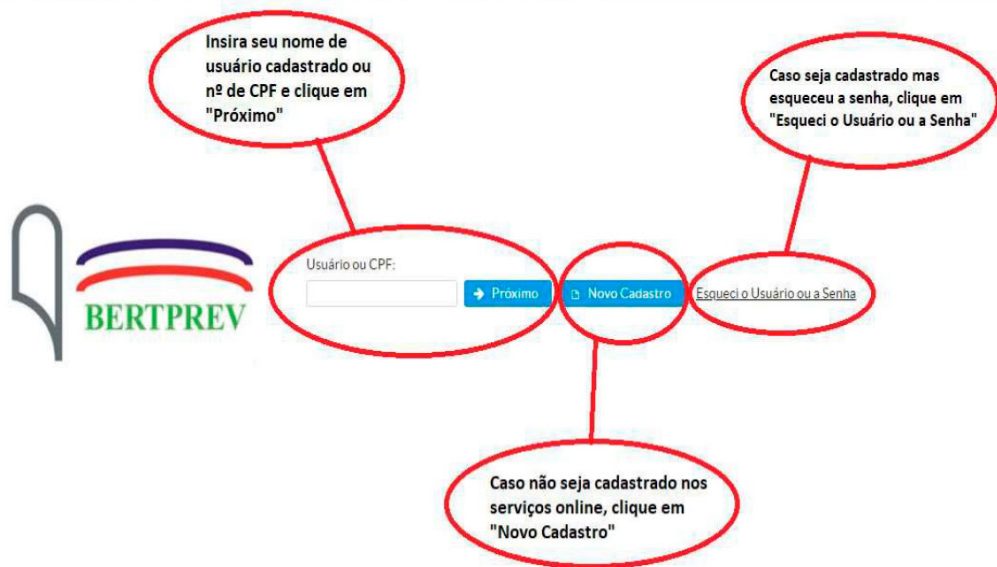 Insira seu nome de
usuário cadastrado ou
nº de CPF e clique em
"Próximo"
Caso seja cadastrado mas
esqueceu a senha, clique em
"Esqueci o Usuário ou a Senha"
BERTPREV
Usuário ou CPF:
Próximo
Novo Cadastro
Esqueci o Usuário ou a Senha
Caso não seja cadastrado nos
serviços online, clique em
"Novo Cadastro"